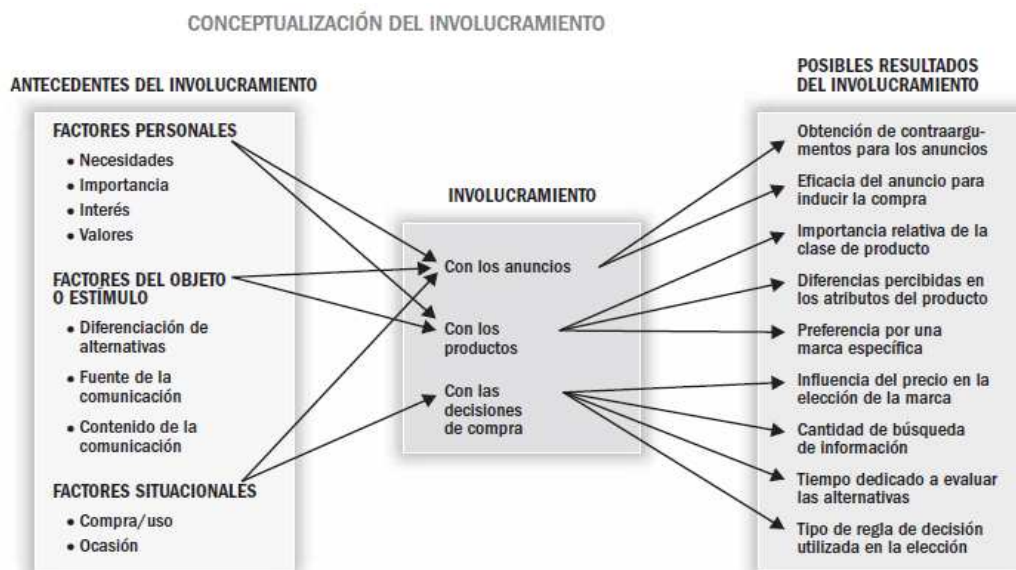 CONCEPTUALIZACIÓN DEL INVOLUCRAMIENTO
ANTECEDENTES DEL INVOLUCRAMIENTO
FACTORES PERSONALES
• Necesidades
• Importancia
• Interés
• Valores
FACTORES DEL OBJETO
O ESTÍMULO
• Diferenciación de
alternativas
• Fuente de la
comunicación
• Contenido de la
comunicación
FACTORES SITUACIONALES
• Compra/uso
• Ocasión
INVOLUCRAMIENTO
Con los anuncios
Con los
productos
Con las
decisiones
de compra
POSIBLES RESULTADOS
DEL INVOLUCRAMIENTO
Obtención de contraargu-
mentos para los anuncios
Eficacia del anuncio para
inducir la compra
Importancia relativa de la
clase de producto
Diferencias percibidas en
los atributos del producto
Preferencia por una
marca específica
Influencia del precio en la
elección de la marca
Cantidad de búsqueda
de información
Tiempo dedicado a evaluar
las alternativas
Tipo de regla de decisión
utilizada en la elección